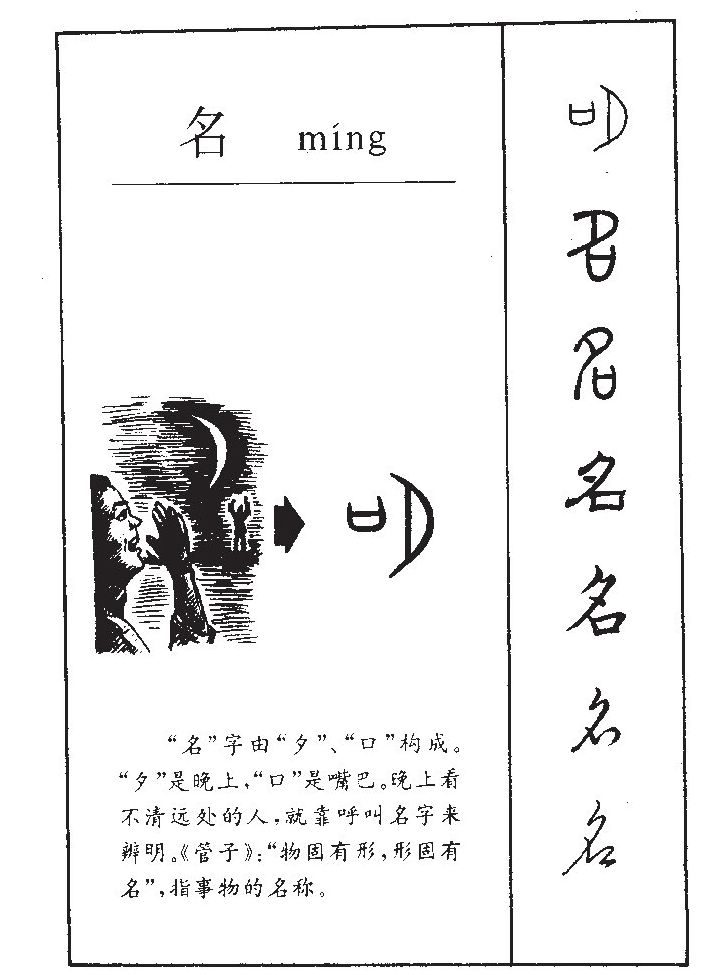 名 míng
“名”字由“夕”、“口”构成。
“夕”是晚上，“口”是嘴巴。晚上看
不清远处的人，就靠呼叫名字来
辨明。《管子》：“物固有形，形固有
名”，指事物的名称。
名
名
名
名
名
名
名